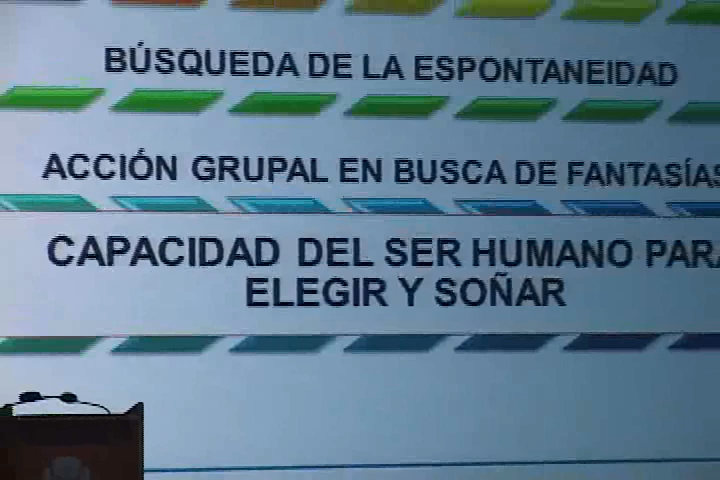 BÚSQUEDA DE LA ESPONTANEIDAD
ACCIÓN GRUPAL EN BUSCA DE FANTASÍAS
CAPACIDAD DEL SER HUMANO PARA
ELEGIR Y SOÑAR